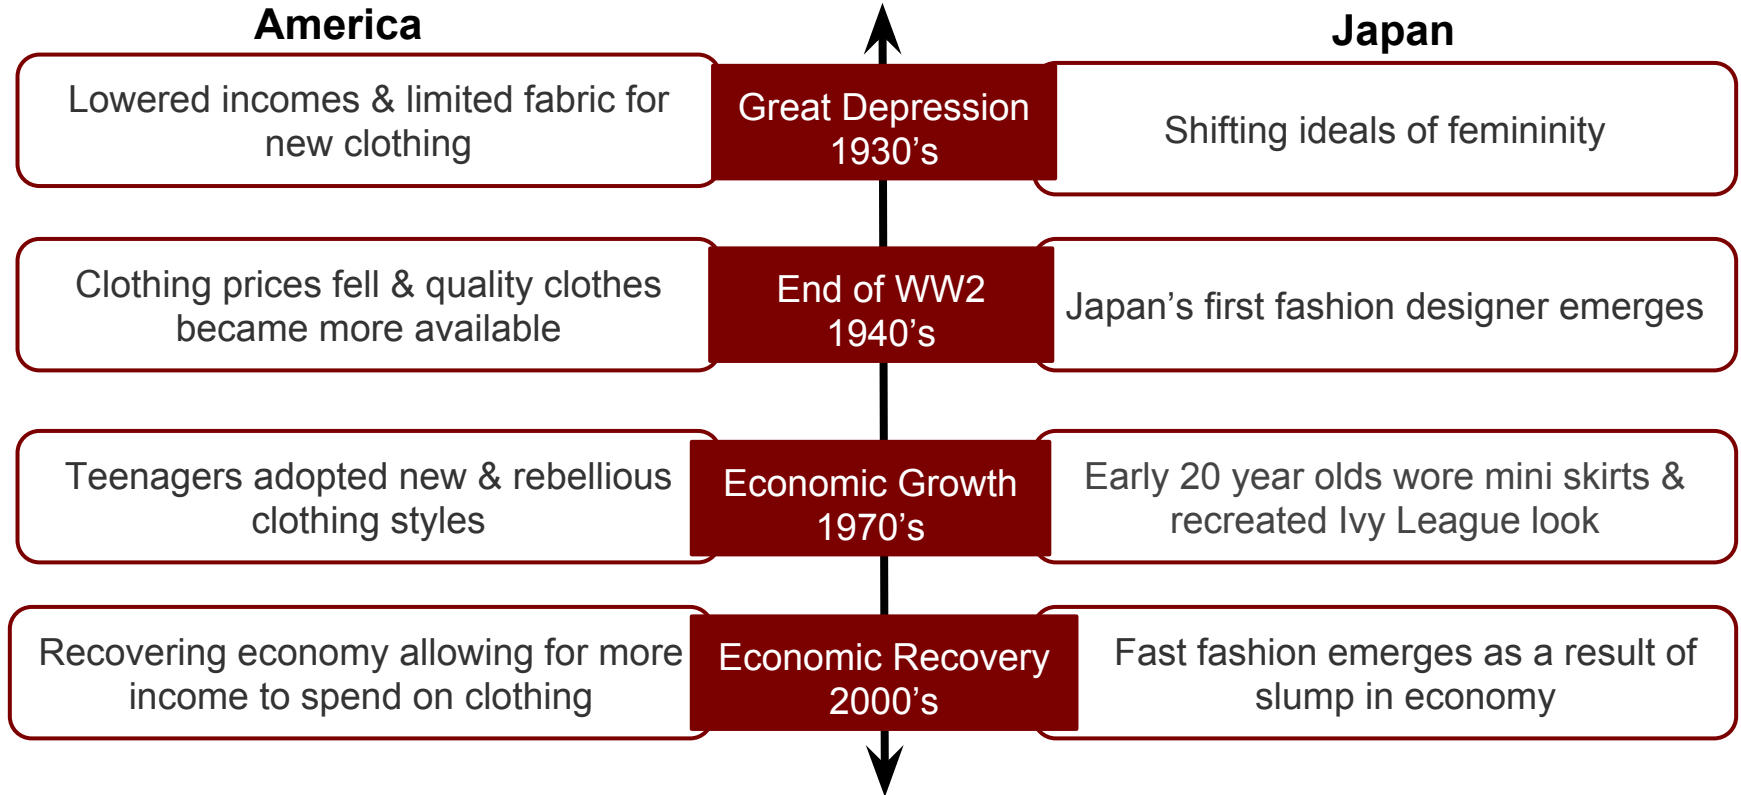 America
Japan
Lowered incomes & limited fabric for
new clothing
Great Depression
1930’s
Shifting ideals of femininity
Clothing prices fell & quality clothes
became more available
End of WW2
1940’s
Japan’s first fashion designer emerges
Teenagers adopted new & rebellious
clothing styles
Economic Growth
1970’s
Early 20 year olds wore mini skirts &
recreated Ivy League look
Recovering economy allowing for more
income to spend on clothing
Economic Recovery
2000’s
Fast fashion emerges as a result of
slump in economy